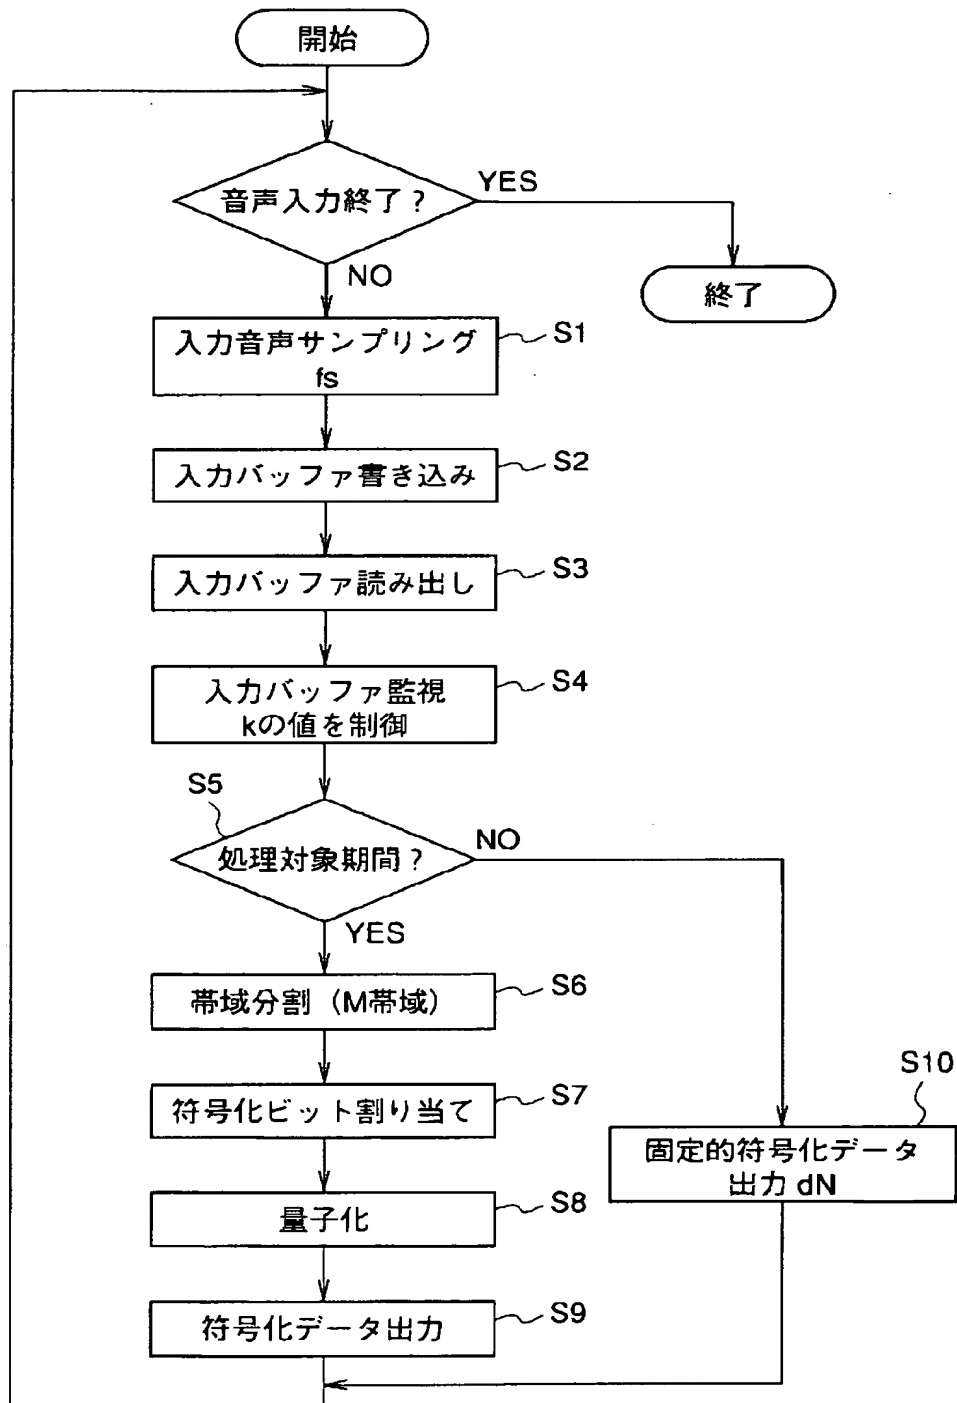 開始
音声入力終了?
YES
NO
終了
入力音声サンプリング
fs
S1
入力バッファ書き込み
S2
入力バッファ読み出し
S3
入力バッファ監視
kの値を制御
S4
S5
処理対象期間?
NO
YES
帯域分割（M帯域）
S6
符号化ビット割り当て
S7
量子化
S8
符号化データ出力
S9
S10
固定的符号化データ
出力 dN